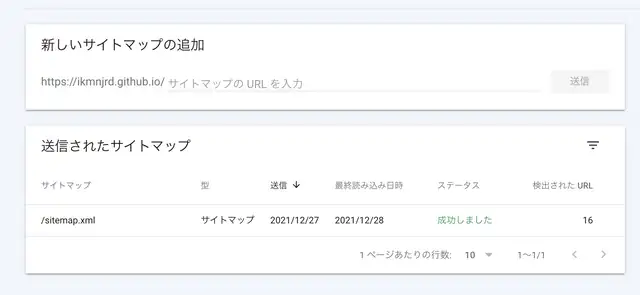 新しいサイトマップの追加
https://ikmnjrd.github.io/ サイトマップの URL を入力 送信
送信されたサイトマップ
サイトマップ 型 送信 ↓ 最終読み込み日時 ステータス 検出された URL
/sitemap.xml サイトマップ 2021/12/27 2021/12/28 成功しました 16
1 ページあたりの行数: 10 1~1/1